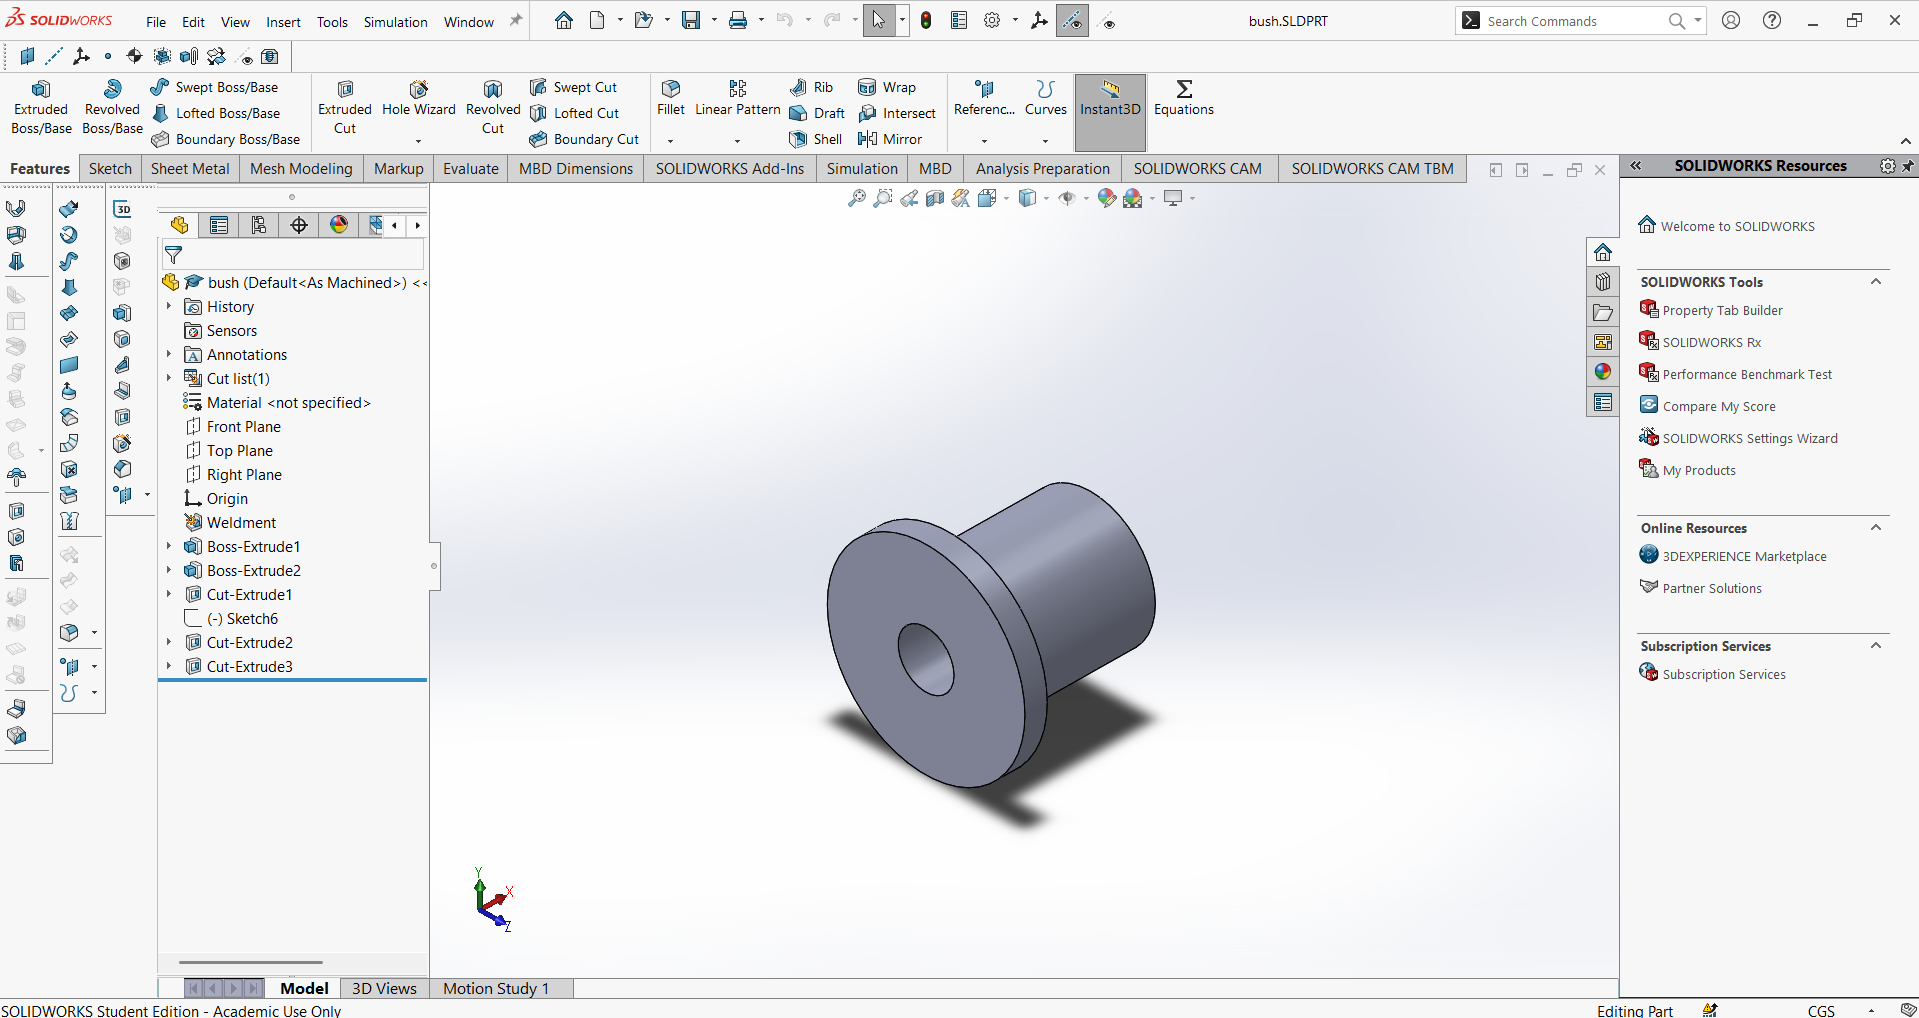 SOLIDWORKS File Edit View Insert Tools Simulation Window bush.SLDPRT Search Commands
Extruded Boss/Base
Revolved Boss/Base
Swept Boss/Base
Lofted Boss/Base
Boundary Boss/Base
Extruded Cut
Hole Wizard
Revolved Cut
Swept Cut
Lofted Cut
Boundary Cut
Fillet
Linear Pattern
Rib
Draft
Shell
Wrap
Intersect
Mirror
Referenc...
Curves
Instant3D
Equations
Features Sketch Sheet Metal Mesh Modeling Markup Evaluate MBD Dimensions SOLIDWORKS Add-Ins Simulation MBD Analysis Preparation SOLIDWORKS CAM SOLIDWORKS CAM TBM
3D
bush (Default<As Machined>) <<
History
Sensors
Annotations
Cut list(1)
Material <not specified>
Front Plane
Top Plane
Right Plane
Origin
Weldment
Boss-Extrude1
Boss-Extrude2
Cut-Extrude1
(-) Sketch6
Cut-Extrude2
Cut-Extrude3
Y
X
Z
SOLIDWORKS Resources
Welcome to SOLIDWORKS
SOLIDWORKS Tools
Property Tab Builder
SOLIDWORKS Rx
Performance Benchmark Test
Compare My Score
SOLIDWORKS Settings Wizard
My Products
Online Resources
3DEXPERIENCE Marketplace
Partner Solutions
Subscription Services
Subscription Services
Model 3D Views Motion Study 1
SOLIDWORKS Student Edition - Academic Use Only Editing Part CGS